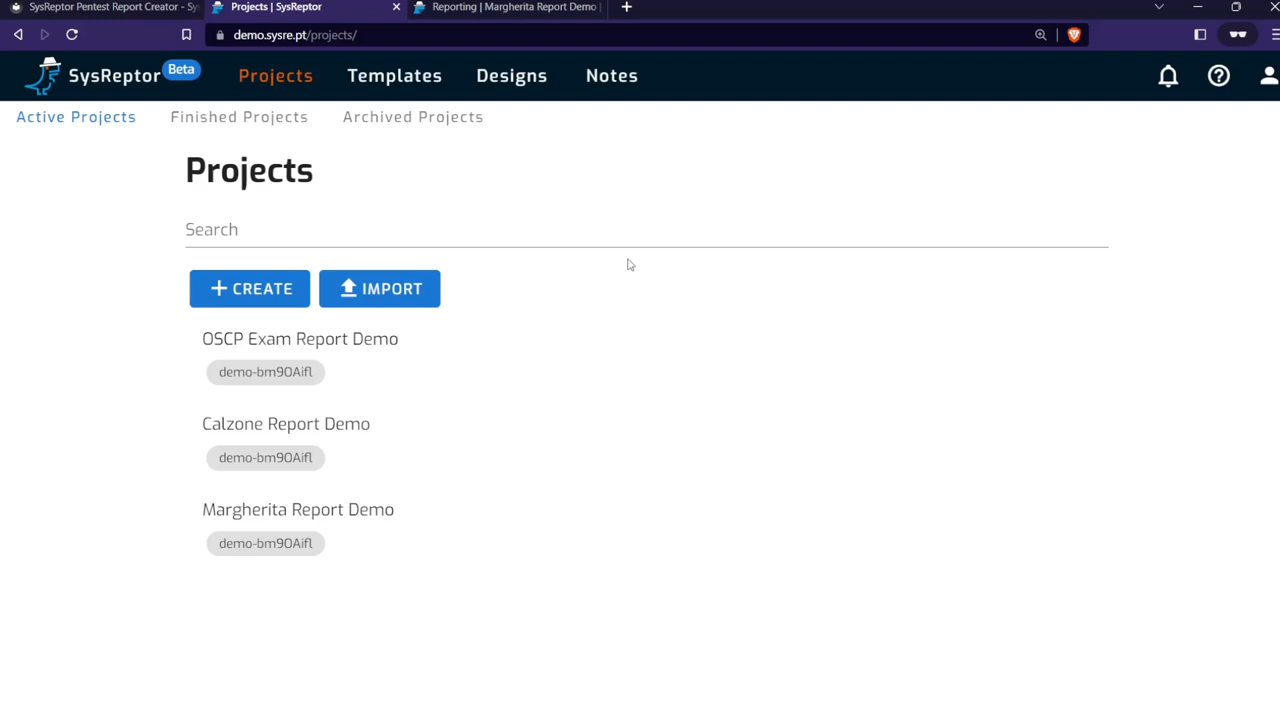 SysReptor Pentest Report Creator - Sy
Projects | SysReptor
Reporting | Margherita Report Demo |
demo.sysre.pt/projects/
SysReptor Beta
Projects
Templates
Designs
Notes
Active Projects
Finished Projects
Archived Projects
Projects
Search
CREATE
IMPORT
OSCP Exam Report Demo
demo-bm90Aifl
Calzone Report Demo
demo-bm90Aifl
Margherita Report Demo
demo-bm90Aifl